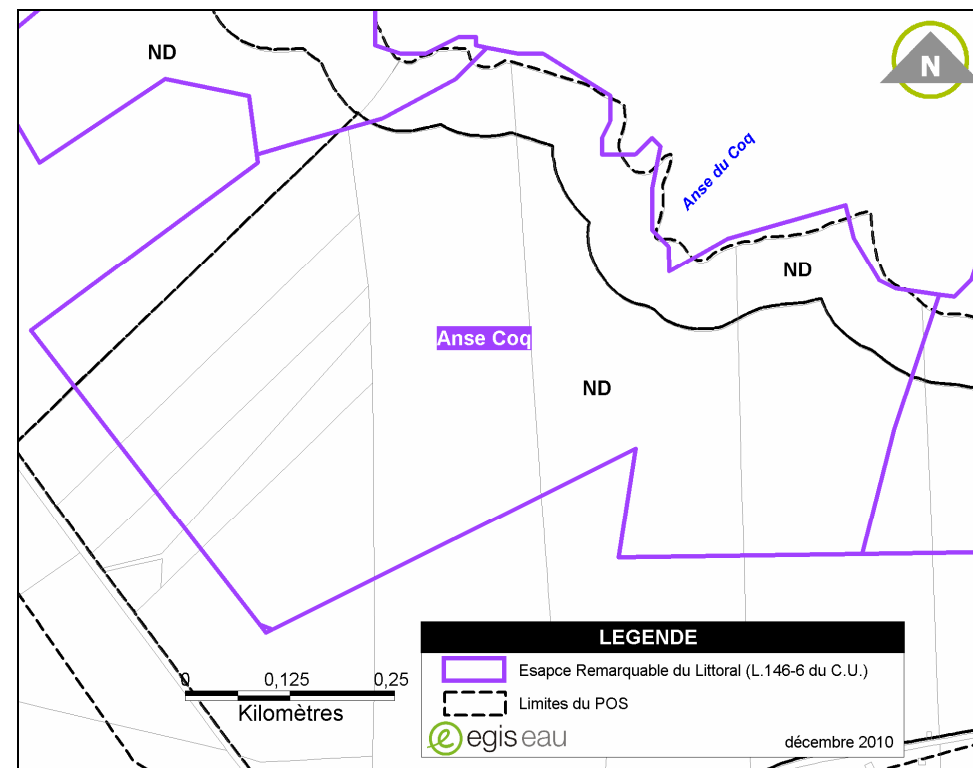 ND
N
Anse du Coq
ND
Anse Coq
ND
LEGENDE
Esapce Remarquable du Littoral (L.146-6 du C.U.)
Limites du POS
0 0,125 0,25
Kilomètres
egis eau
décembre 2010